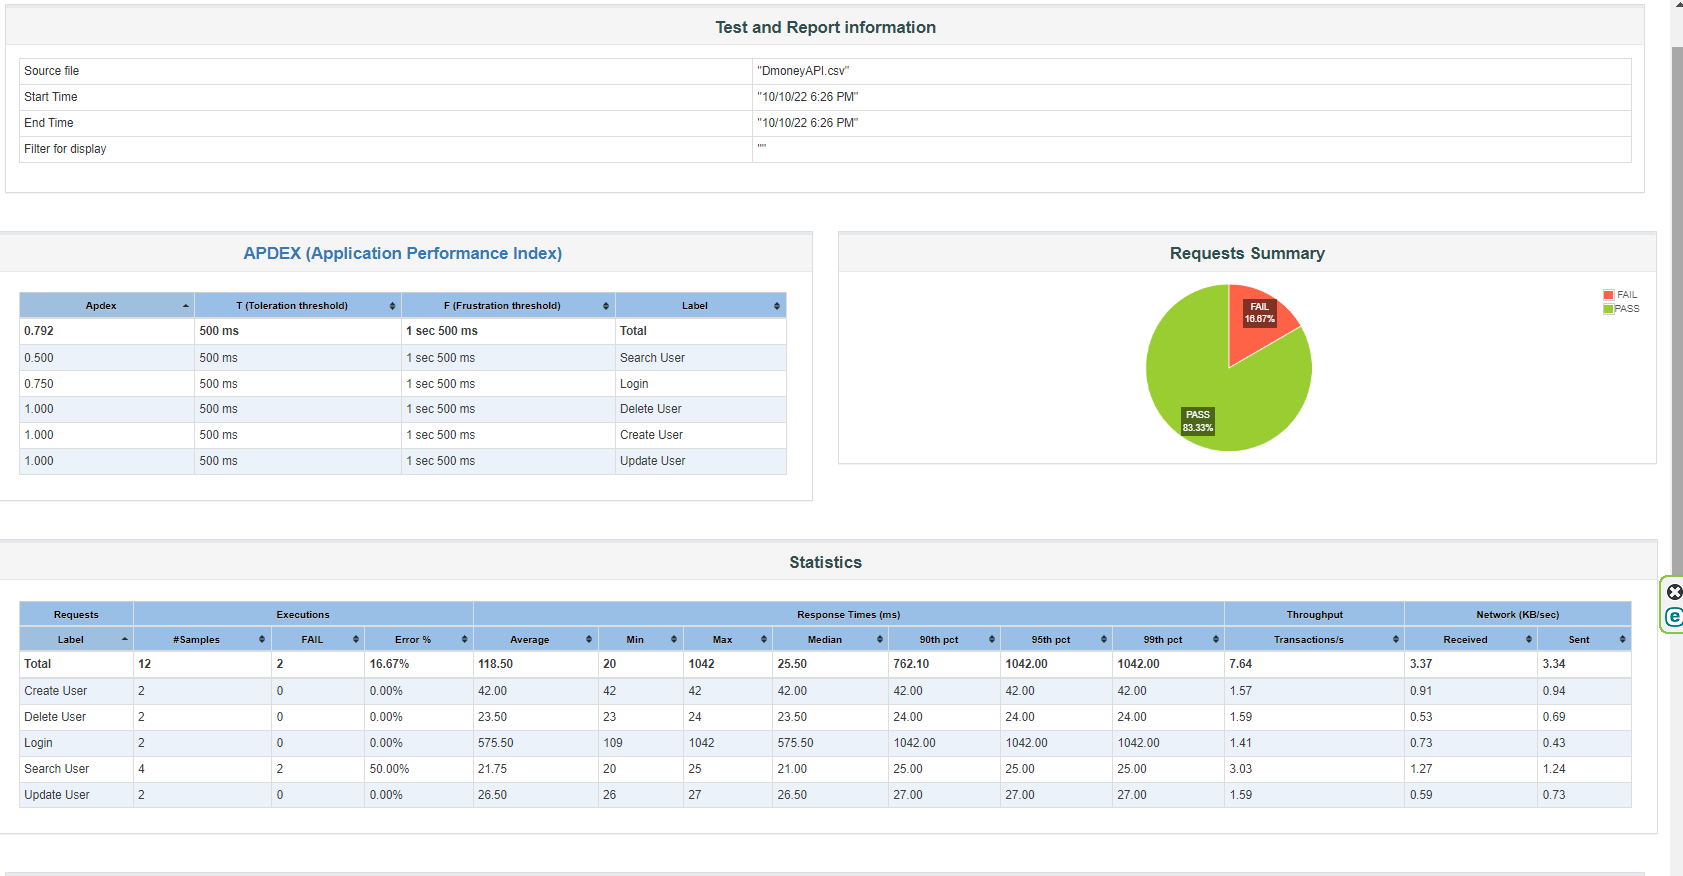 Test and Report information
Source file "DmoneyAPI.csv"
Start Time "10/10/22 6:26 PM"
End Time "10/10/22 6:26 PM"
Filter for display ""
APDEX (Application Performance Index)
Apdex T (Toleration threshold) F (Frustration threshold) Label
0.792 500 ms 1 sec 500 ms Total
0.500 500 ms 1 sec 500 ms Search User
0.750 500 ms 1 sec 500 ms Login
1.000 500 ms 1 sec 500 ms Delete User
1.000 500 ms 1 sec 500 ms Create User
1.000 500 ms 1 sec 500 ms Update User
Requests Summary
FAIL
16.67%
PASS
83.33%
FAIL
PASS
Statistics
Requests Executions Response Times (ms) Throughput Network (KB/sec)
Label #Samples FAIL Error % Average Min Max Median 90th pct 95th pct 99th pct Transactions/s Received Sent
Total 12 2 16.67% 118.50 20 1042 25.50 762.10 1042.00 1042.00 7.64 3.37 3.34
Create User 2 0 0.00% 42.00 42 42 42.00 42.00 42.00 42.00 1.57 0.91 0.94
Delete User 2 0 0.00% 23.50 23 24 23.50 24.00 24.00 24.00 1.59 0.53 0.69
Login 2 0 0.00% 575.50 109 1042 575.50 1042.00 1042.00 1042.00 1.41 0.73 0.43
Search User 4 2 50.00% 21.75 20 25 21.00 25.00 25.00 25.00 3.03 1.27 1.24
Update User 2 0 0.00% 26.50 26 27 26.50 27.00 27.00 27.00 1.59 0.59 0.73
e